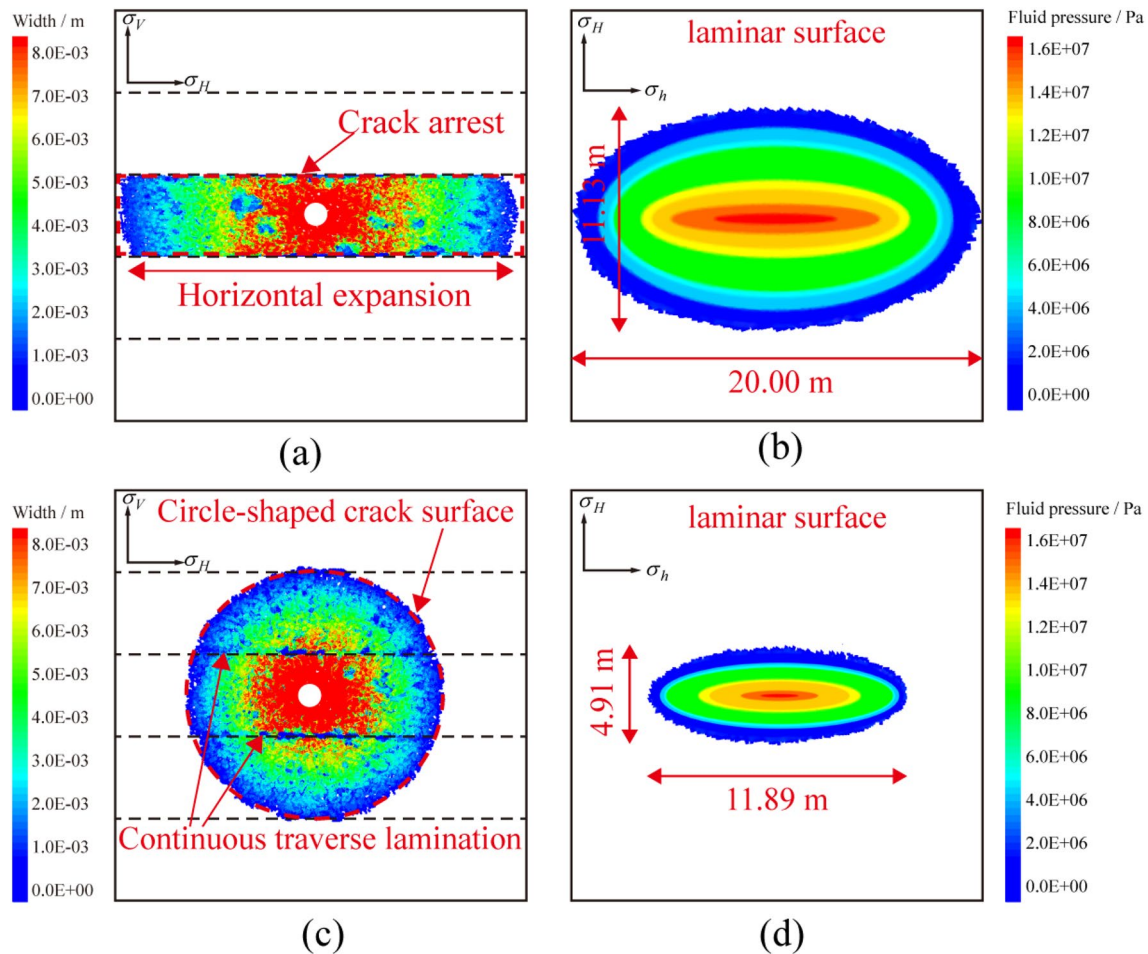 Width / m
8.0E-03
7.0E-03
6.0E-03
5.0E-03
4.0E-03
3.0E-03
2.0E-03
1.0E-03
0.0E+00
σV
σH
Crack arrest
Horizontal expansion
(a)
σH
σh
laminar surface
11.13 m
20.00 m
(b)
Fluid pressure / Pa
1.6E+07
1.4E+07
1.2E+07
1.0E+07
8.0E+06
6.0E+06
4.0E+06
2.0E+06
0.0E+00
Width / m
8.0E-03
7.0E-03
6.0E-03
5.0E-03
4.0E-03
3.0E-03
2.0E-03
1.0E-03
0.0E+00
σV
σH
Circle-shaped crack surface
Continuous traverse lamination
(c)
σH
σh
laminar surface
4.91 m
11.89 m
(d)
Fluid pressure / Pa
1.6E+07
1.4E+07
1.2E+07
1.0E+07
8.0E+06
6.0E+06
4.0E+06
2.0E+06
0.0E+00